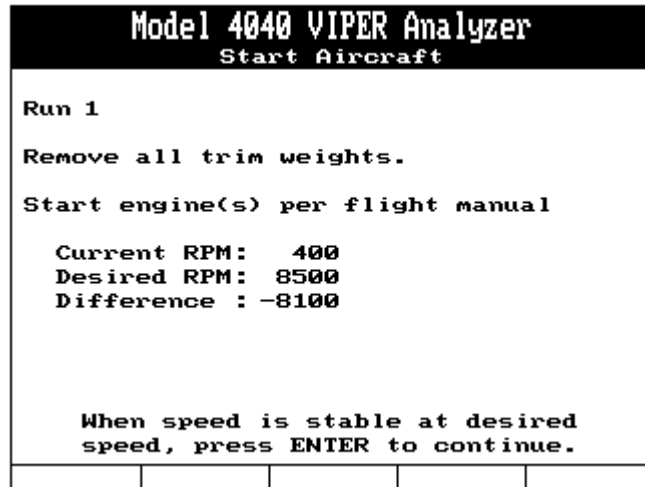 Model 4040 VIPER Analyzer
Start Aircraft
Run 1
Remove all trim weights.
Start engine(s) per flight manual
Current RPM: 400
Desired RPM: 8500
Difference : -8100
When speed is stable at desired
speed, press ENTER to continue.